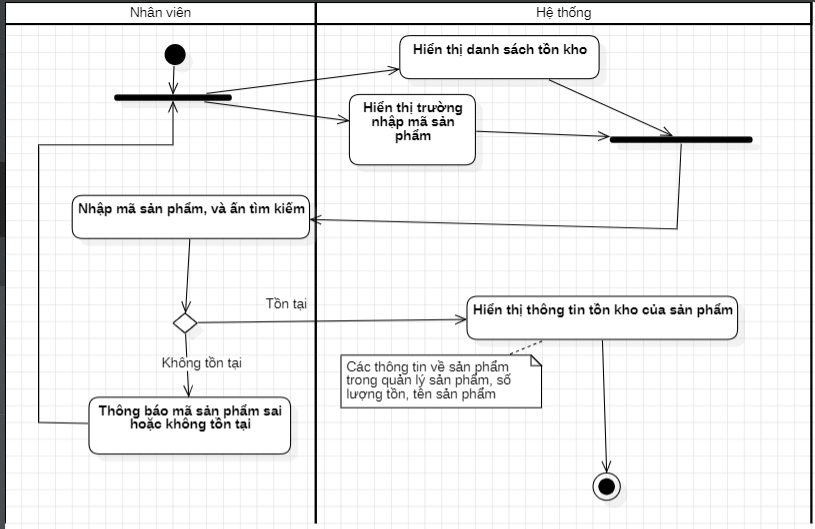 Nhân viên
Hệ thống
Hiển thị danh sách tồn kho
Hiển thị trường
nhập mã sản
phẩm
Nhập mã sản phẩm, và ấn tìm kiếm
Tồn tại
Hiển thị thông tin tồn kho của sản phẩm
Không tồn tại
Các thông tin về sản phẩm
trong quản lý sản phẩm, số
lượng tồn, tên sản phẩm
Thông báo mã sản phẩm sai
hoặc không tồn tại